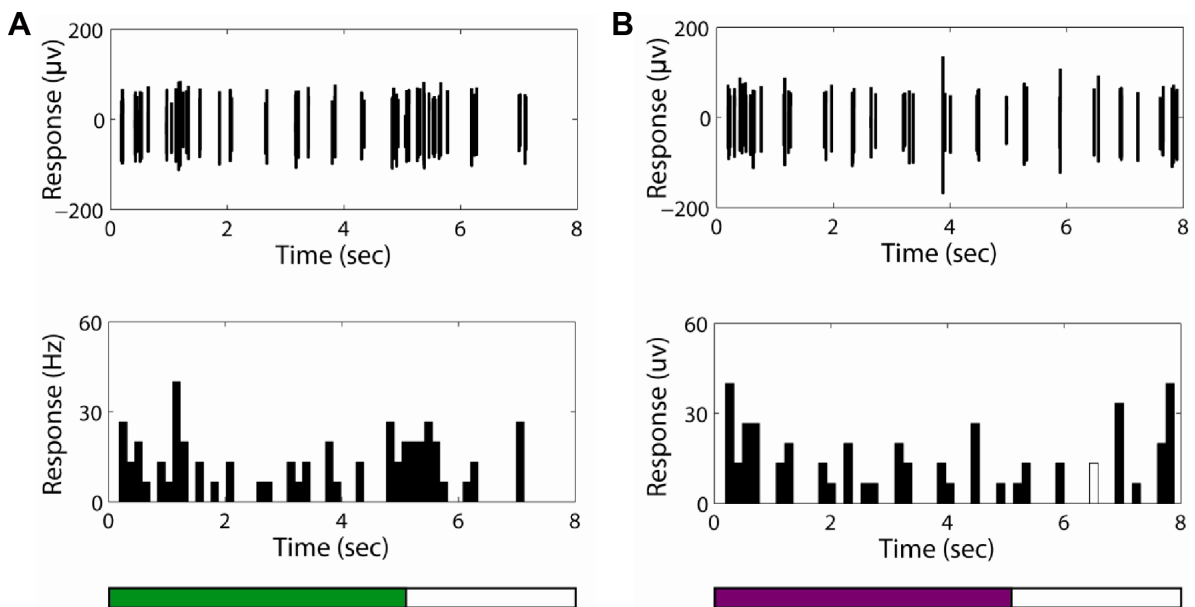 A
200
0
−200
Response (μv)
0 2 4 6 8
Time (sec)
60
30
0
Response (Hz)
0 2 4 6 8
Time (sec)
B
200
0
−200
Response (μv)
0 2 4 6 8
Time (sec)
60
30
0
Response (uv)
0 2 4 6 8
Time (sec)